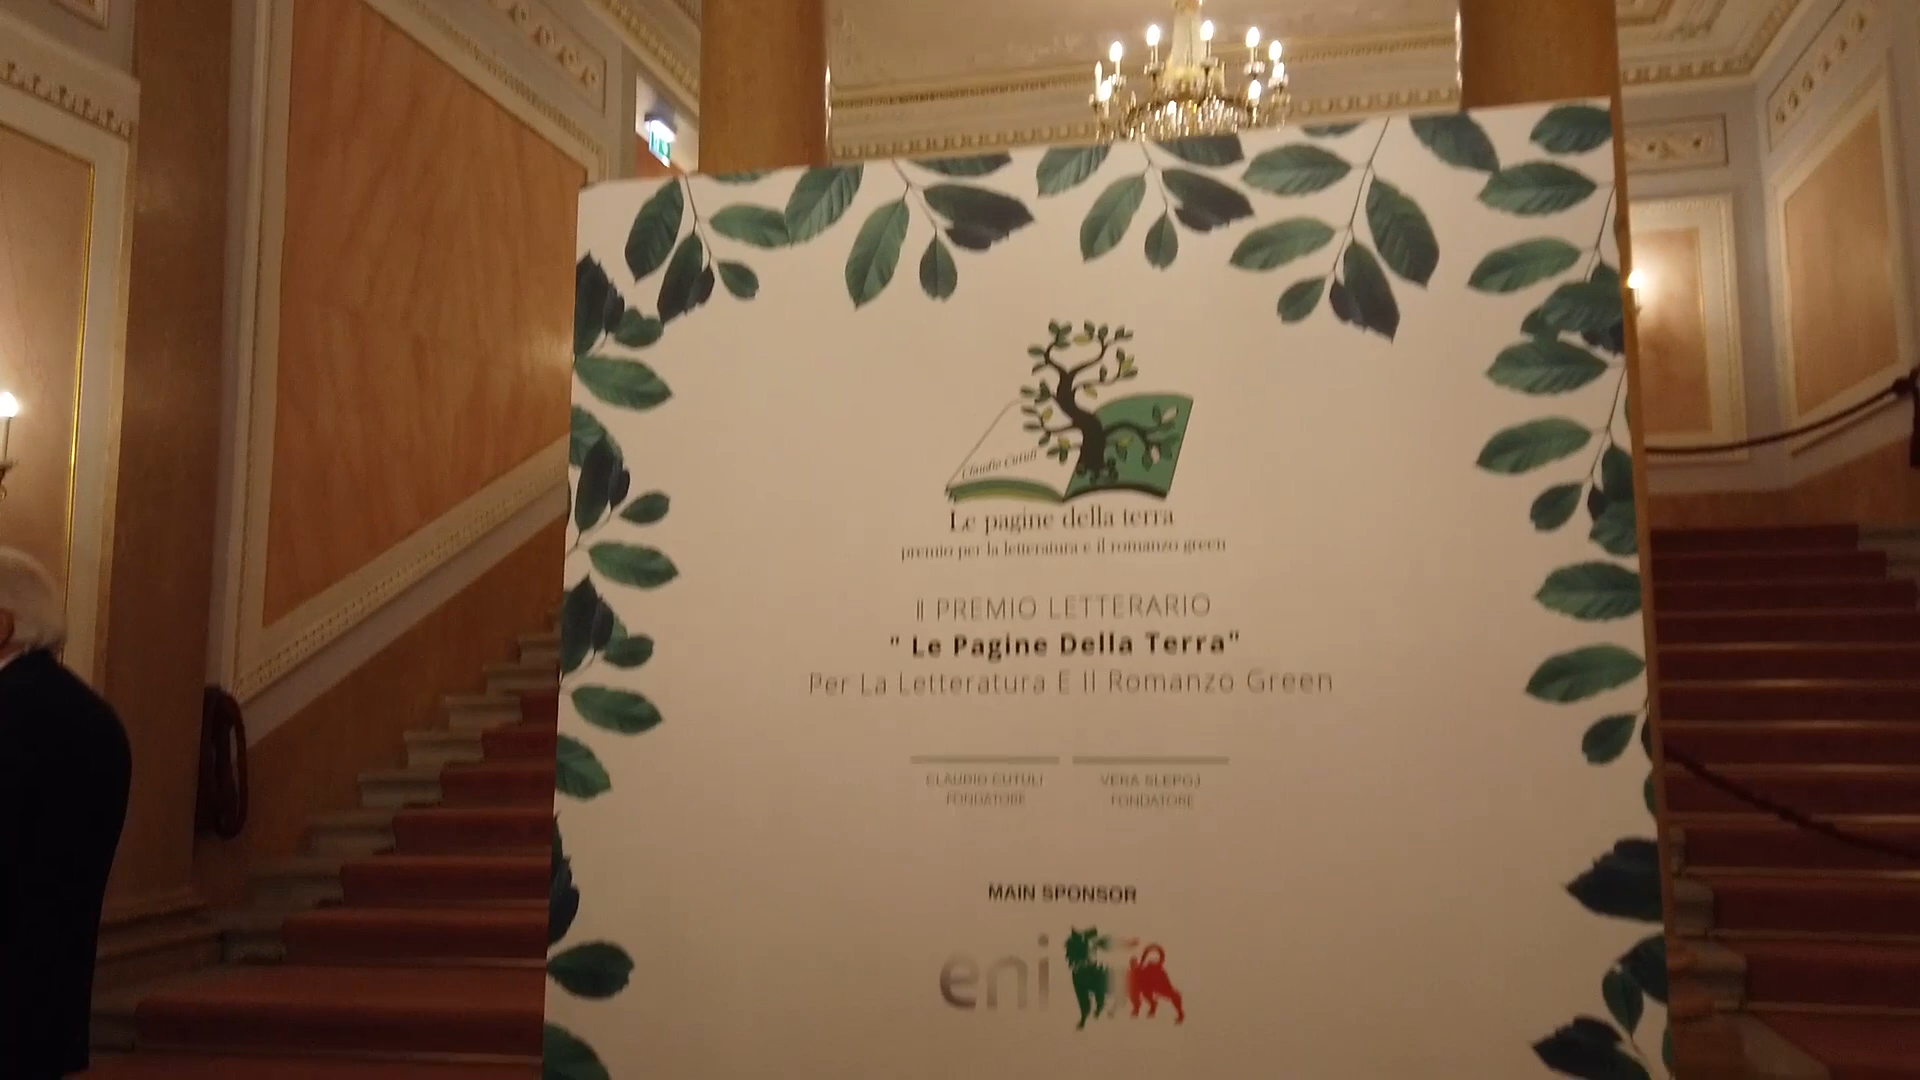 Claudio Cutuli
Le pagine della terra
premio per la letteratura e il romanzo green
II PREMIO LETTERARIO
" Le Pagine Della Terra"
Per La Letteratura E Il Romanzo Green
CLAUDIO CUTULI
FONDATORE
VERA SLEPOJ
FONDATORE
MAIN SPONSOR
eni